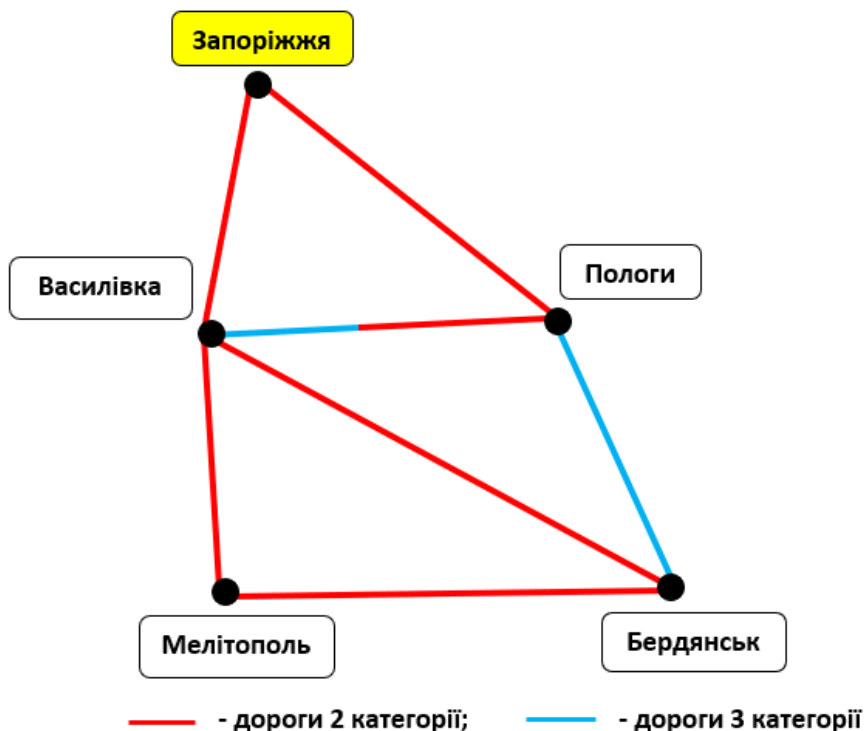 Запоріжжя
Василівка
Пологи
Мелітополь
Бердянськ
- дороги 2 категорії;
- дороги 3 категорії